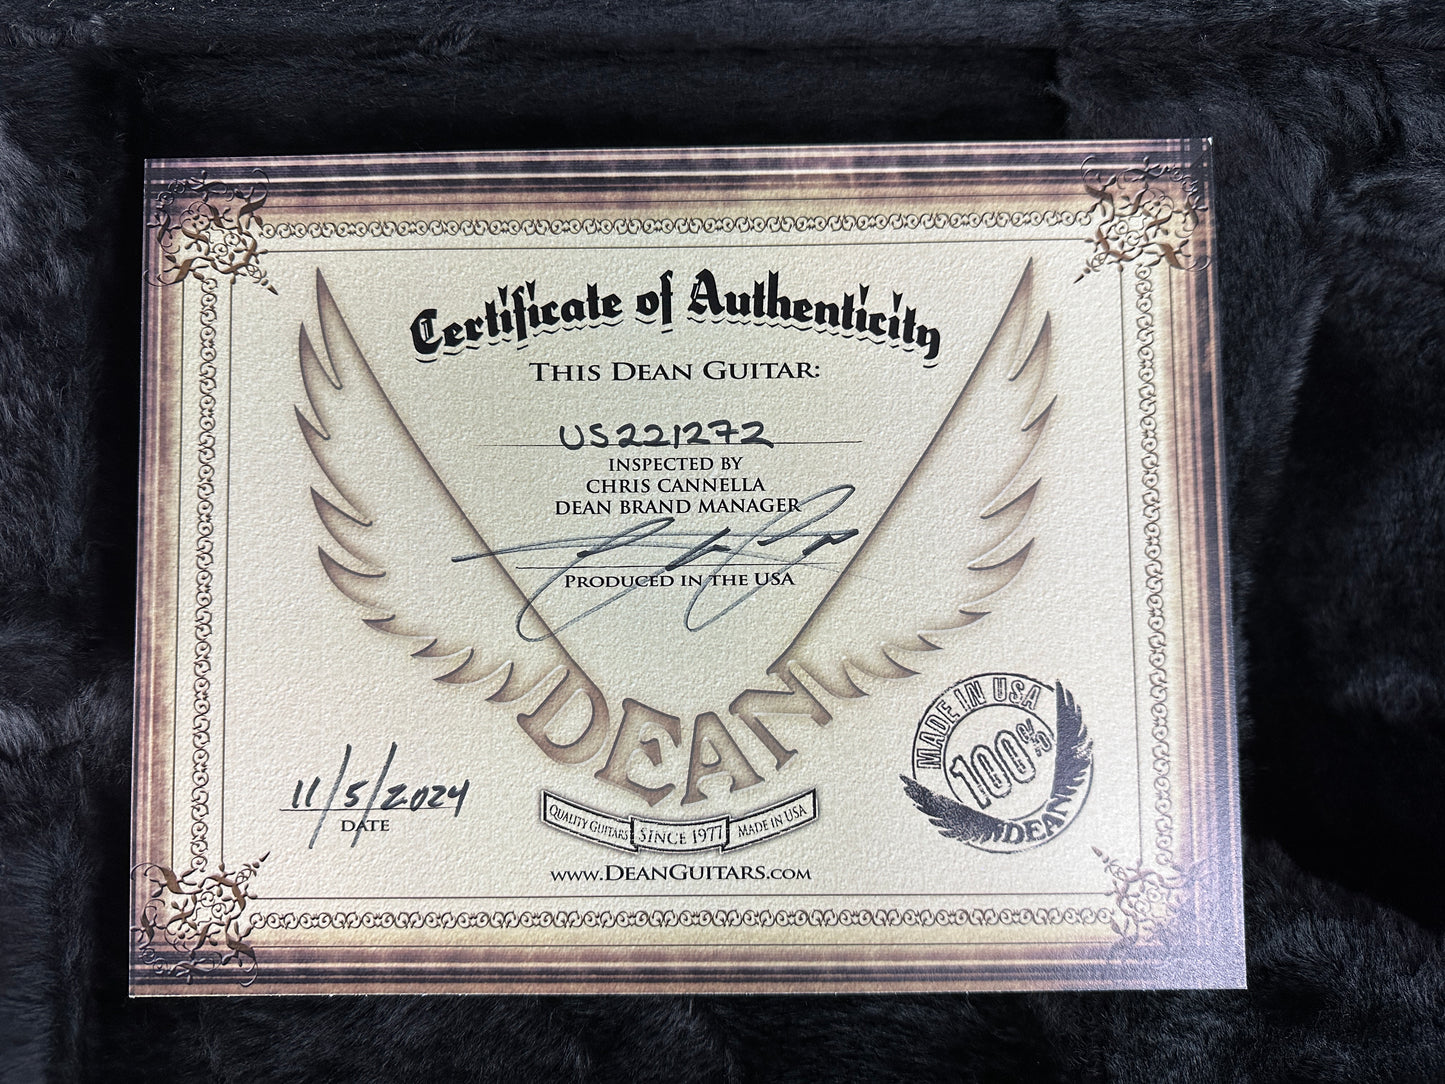 Certificate of Authenticity
This Dean Guitar:
US221272
INSPECTED BY
CHRIS CANNELLA
DEAN BRAND MANAGER
Produced in the USA
DEAN
Quality Guitars Since 1977 Made in USA
www.DeanGuitars.com
11/5/2024
DATE
MADE IN USA
100%
DEAN